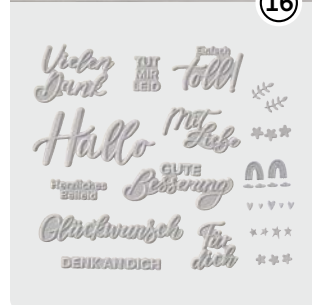 16
Vielen
Dank
TUT
MIR
LEID
Einfach
toll!
Hallo
Mit
Liebe
Herzliches
Beileid
GUTE
Besserung
Glückwunsch
Für
dich
DENK AN DICH